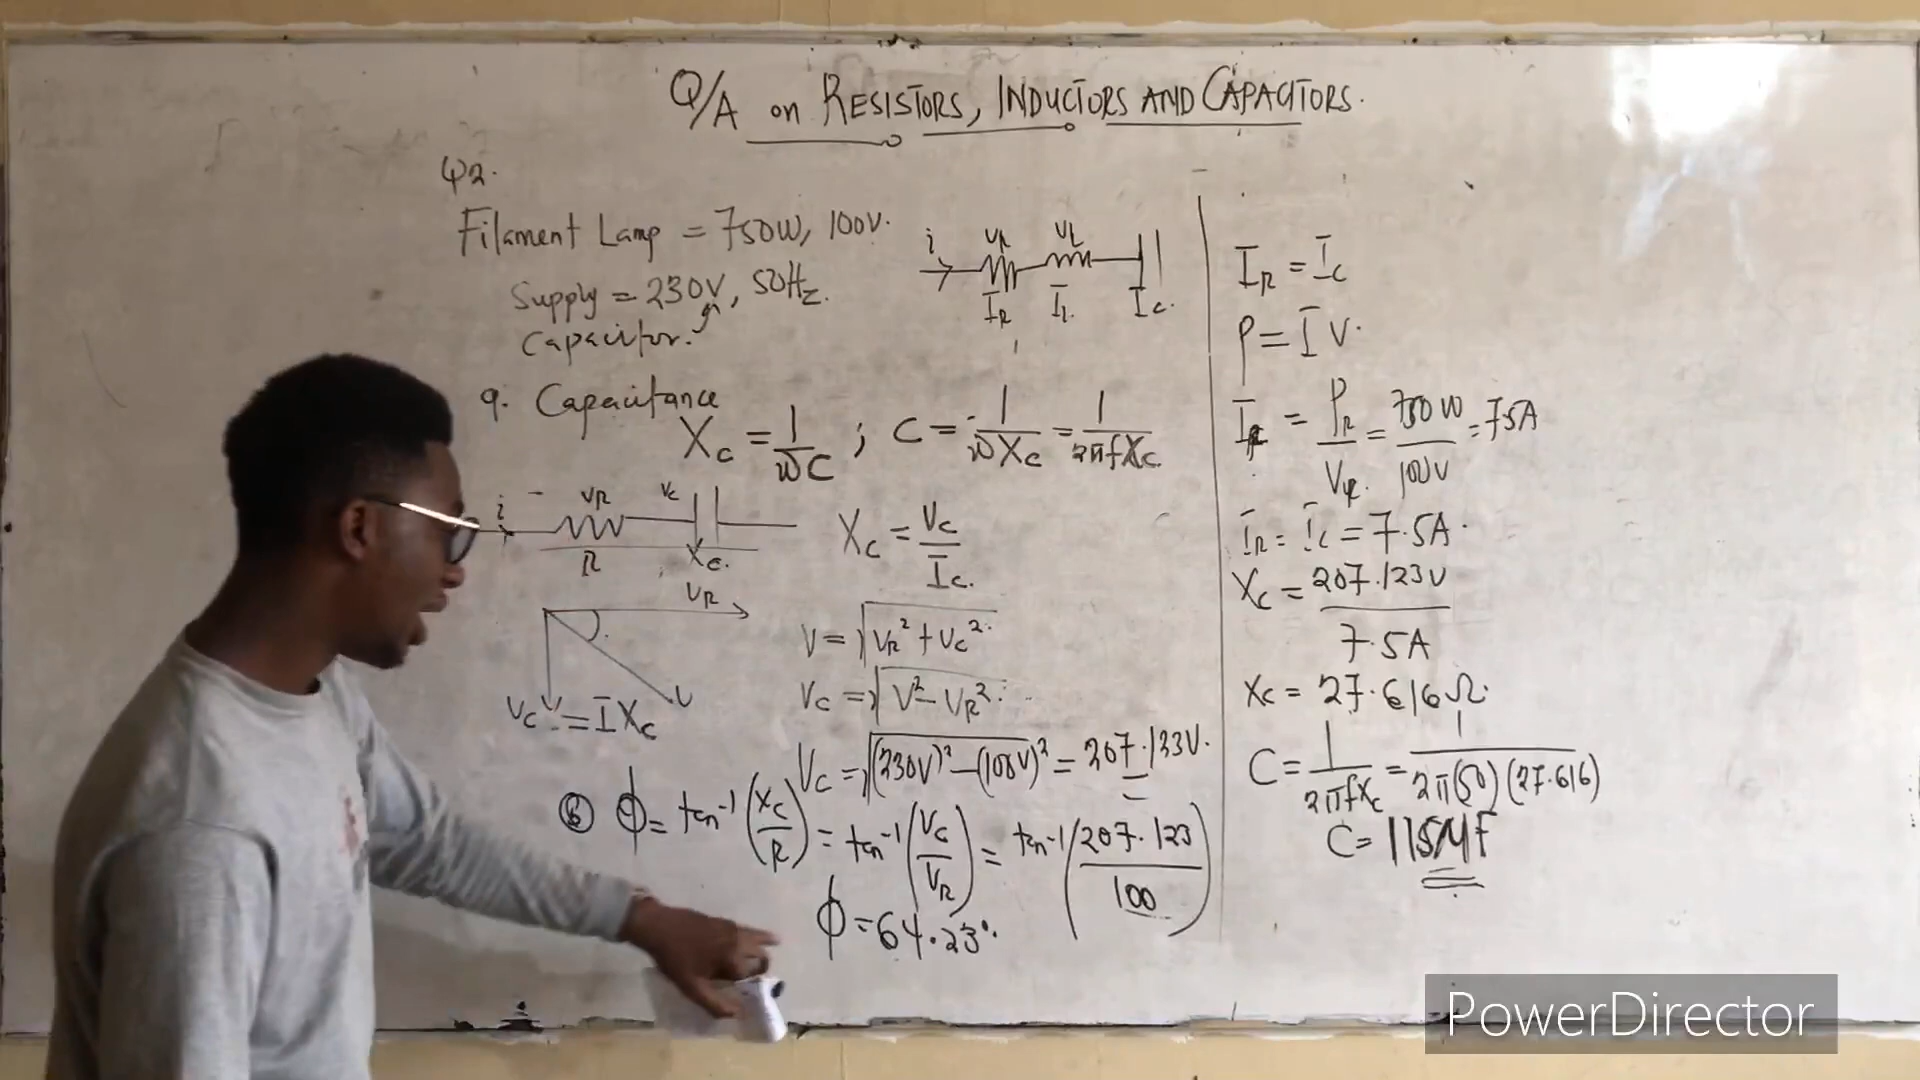 Q/A on RESISTORS, INDUCTORS AND CAPACITORS.
Q2.
Filament Lamp = 750W, 100V.
Supply = 230V, 50Hz.
Capacitor.
i VR VL
IR IL IC.
a. Capacitance
Xc = 1/ωC ; C = 1/ωXc = 1/2πfXc.
i VR Vc
R Xc.
VR
Vc = IXc V
Xc = Vc/Ic.
V = √VR² + Vc².
Vc = √V² - VR².
Vc = √(230V)² - (100V)² = 207.123V.
(b) ϕ = tan⁻¹(Xc/R) = tan⁻¹(Vc/VR) = tan⁻¹(207.123/100)
ϕ = 64.23°.
IR = Ic
P = IV.
IR = PR/VR = 750W/100V = 7.5A
IR = Ic = 7.5A.
Xc = 207.123V/7.5A
Xc = 27.616Ω.
C = 1/2πfXc = 1/2π(50)(27.616)
C = 115μF
PowerDirector